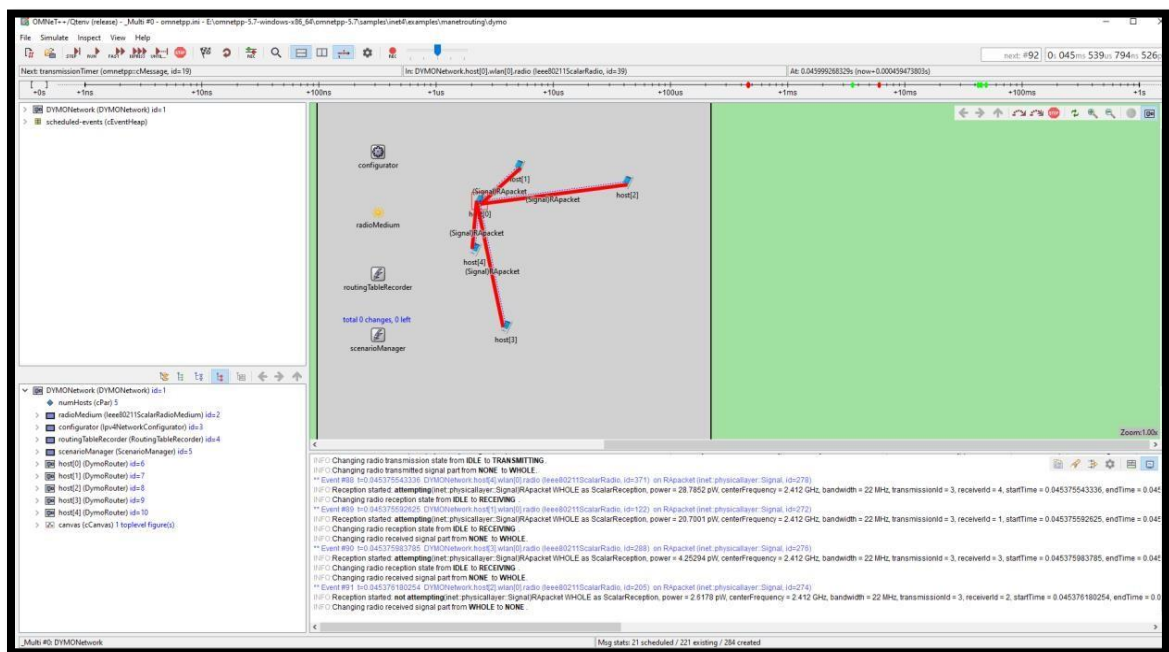 OMNeT++/Qtenv (release) - _Multi #0 - omnetpp.ini - E:\omnetpp-5.7-windows-x86_64\omnetpp-5.7\samples\inet4\examples\manetrouting\dymo
File Simulate Inspect View Help
STEP RUN FAST EXPRESS UNTIL...
next: #92 0s 045ms 539us 794ns 526p
Next: transmissionTimer (omnetpp::cMessage, id=19)
In: DYMONetwork.host[0].wlan[0].radio (Ieee80211ScalarRadio, id=39)
At: 0.045999268329s (now+0.000459473803s)
+0s +1ns +10ns +100ns +1us +10us +100us +1ms +10ms +100ms +1s
DYMONetwork (DYMONetwork) id=1
scheduled-events (cEventHeap)
configurator
radioMedium
routingTableRecorder
total 0 changes, 0 left
scenarioManager
host[1]
(Signal)RApacket
(Signal)RApacket
host[2]
host[0]
(Signal)RApacket
host[4]
(Signal)RApacket
host[3]
Zoom:1.00x
DYMONetwork (DYMONetwork) id=1
numHosts (cPar) 5
radioMedium (Ieee80211ScalarRadioMedium) id=2
configurator (Ipv4NetworkConfigurator) id=3
routingTableRecorder (RoutingTableRecorder) id=4
scenarioManager (ScenarioManager) id=5
host[0] (DymoRouter) id=6
host[1] (DymoRouter) id=7
host[2] (DymoRouter) id=8
host[3] (DymoRouter) id=9
host[4] (DymoRouter) id=10
canvas (cCanvas) 1 toplevel figure(s)
INFO: Changing radio transmission state from IDLE to TRANSMITTING.
INFO: Changing radio transmitted signal part from NONE to WHOLE.
** Event #88 t=0.045375543336 DYMONetwork.host[4].wlan[0].radio (Ieee80211ScalarRadio, id=371) on RApacket (inet::physicallayer::Signal, id=278)
INFO: Reception started: attempting(inet::physicallayer::Signal)RApacket WHOLE as ScalarReception, power = 28.7852 pW, centerFrequency = 2.412 GHz, bandwidth = 22 MHz, transmissionId = 3, receiverId = 4, startTime = 0.045375543336, endTime = 0.045
INFO: Changing radio reception state from IDLE to RECEIVING.
** Event #89 t=0.045375592625 DYMONetwork.host[1].wlan[0].radio (Ieee80211ScalarRadio, id=122) on RApacket (inet::physicallayer::Signal, id=272)
INFO: Reception started: attempting(inet::physicallayer::Signal)RApacket WHOLE as ScalarReception, power = 20.7001 pW, centerFrequency = 2.412 GHz, bandwidth = 22 MHz, transmissionId = 3, receiverId = 1, startTime = 0.045375592625, endTime = 0.045
INFO: Changing radio reception state from IDLE to RECEIVING.
INFO: Changing radio received signal part from NONE to WHOLE.
** Event #90 t=0.045375983785 DYMONetwork.host[3].wlan[0].radio (Ieee80211ScalarRadio, id=288) on RApacket (inet::physicallayer::Signal, id=276)
INFO: Reception started: attempting(inet::physicallayer::Signal)RApacket WHOLE as ScalarReception, power = 4.25294 pW, centerFrequency = 2.412 GHz, bandwidth = 22 MHz, transmissionId = 3, receiverId = 3, startTime = 0.045375983785, endTime = 0.045
INFO: Changing radio reception state from IDLE to RECEIVING.
INFO: Changing radio received signal part from NONE to WHOLE.
** Event #91 t=0.045376180254 DYMONetwork.host[2].wlan[0].radio (Ieee80211ScalarRadio, id=205) on RApacket (inet::physicallayer::Signal, id=274)
INFO: Reception started: not attempting(inet::physicallayer::Signal)RApacket WHOLE as ScalarReception, power = 2.6178 pW, centerFrequency = 2.412 GHz, bandwidth = 22 MHz, transmissionId = 3, receiverId = 2, startTime = 0.045376180254, endTime = 0.0
INFO: Changing radio received signal part from WHOLE to NONE.
_Multi #0: DYMONetwork
Msg stats: 21 scheduled / 221 existing / 284 created